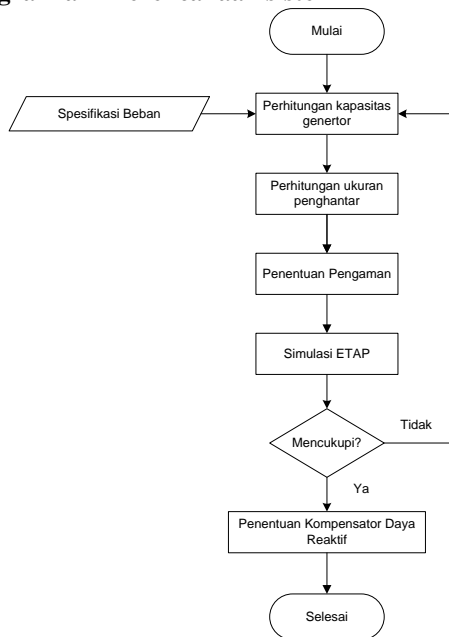 Mulai
Spesifikasi Beban
Perhitungan kapasitas
genertor
Perhitungan ukuran
penghantar
Penentuan Pengaman
Simulasi ETAP
Mencukupi?
Tidak
Ya
Penentuan Kompensator Daya
Reaktif
Selesai